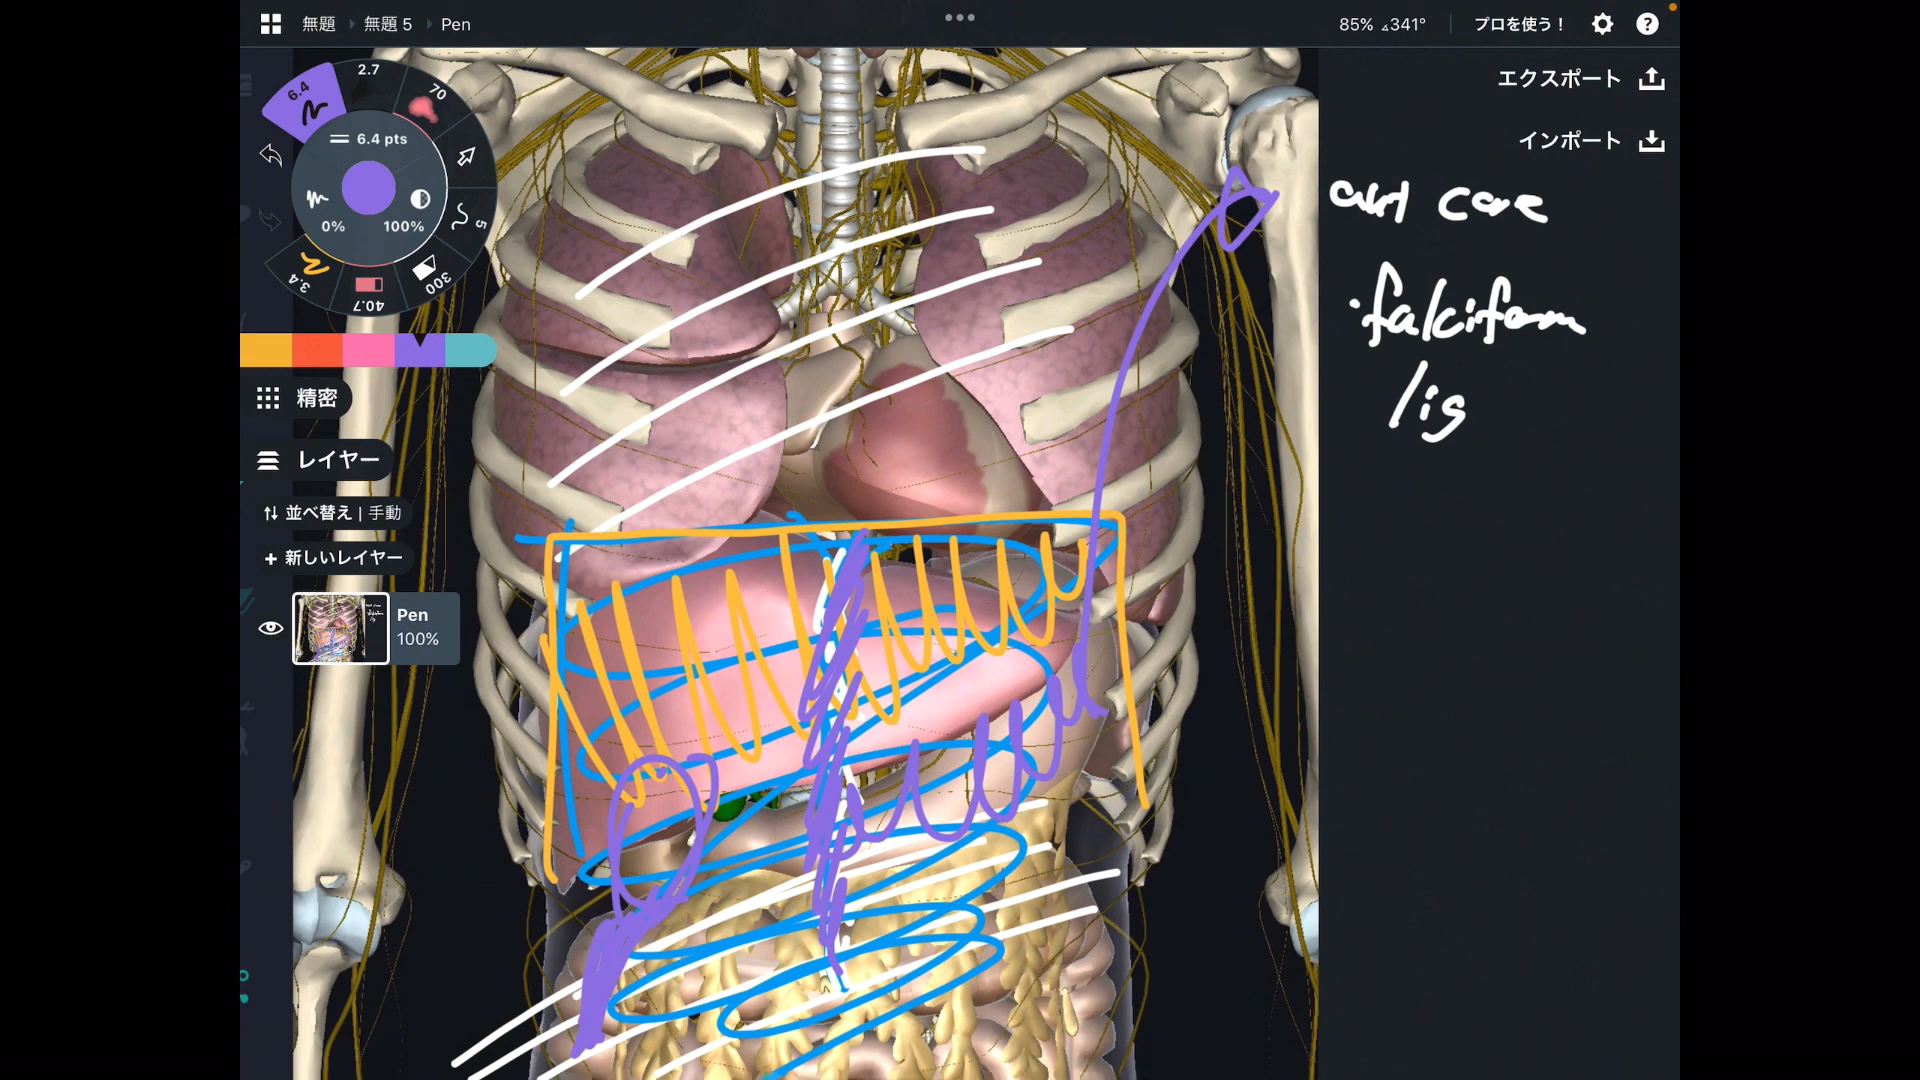 無題 無題 5 Pen
85% ⊿341°
プロを使う！
エクスポート
インポート
2.7
6.4
70
6.4 pts
0%
100%
5
3.4
40.7
300
精密
レイヤー
並べ替え | 手動
+ 新しいレイヤー
Pen
100%
core
・falciform
lig